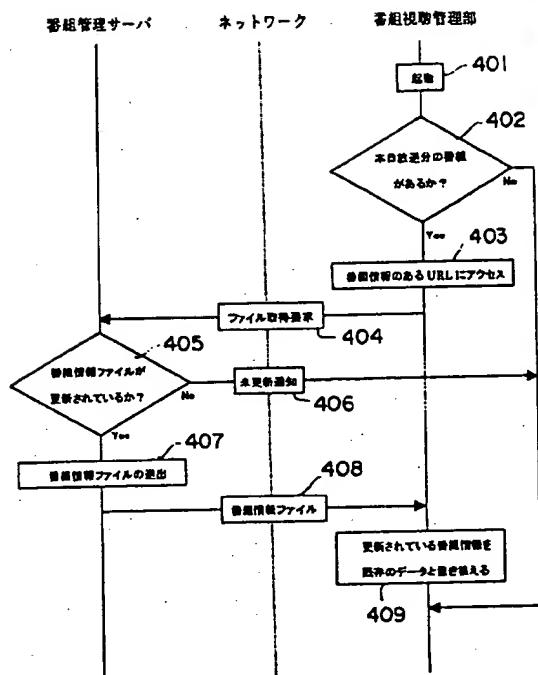 番組管理サーバ
ネットワーク
番組視聴管理部
起動
401
402
本日放送分の番組
があるか？
No
Yes
403
番組情報のあるURLにアクセス
ファイル取得要求
404
405
番組情報ファイルが
更新されているか？
No
未更新通知
406
Yes
407
番組情報ファイルの送出
408
番組情報ファイル
更新されている番組情報を
既存のデータと置き換える
409